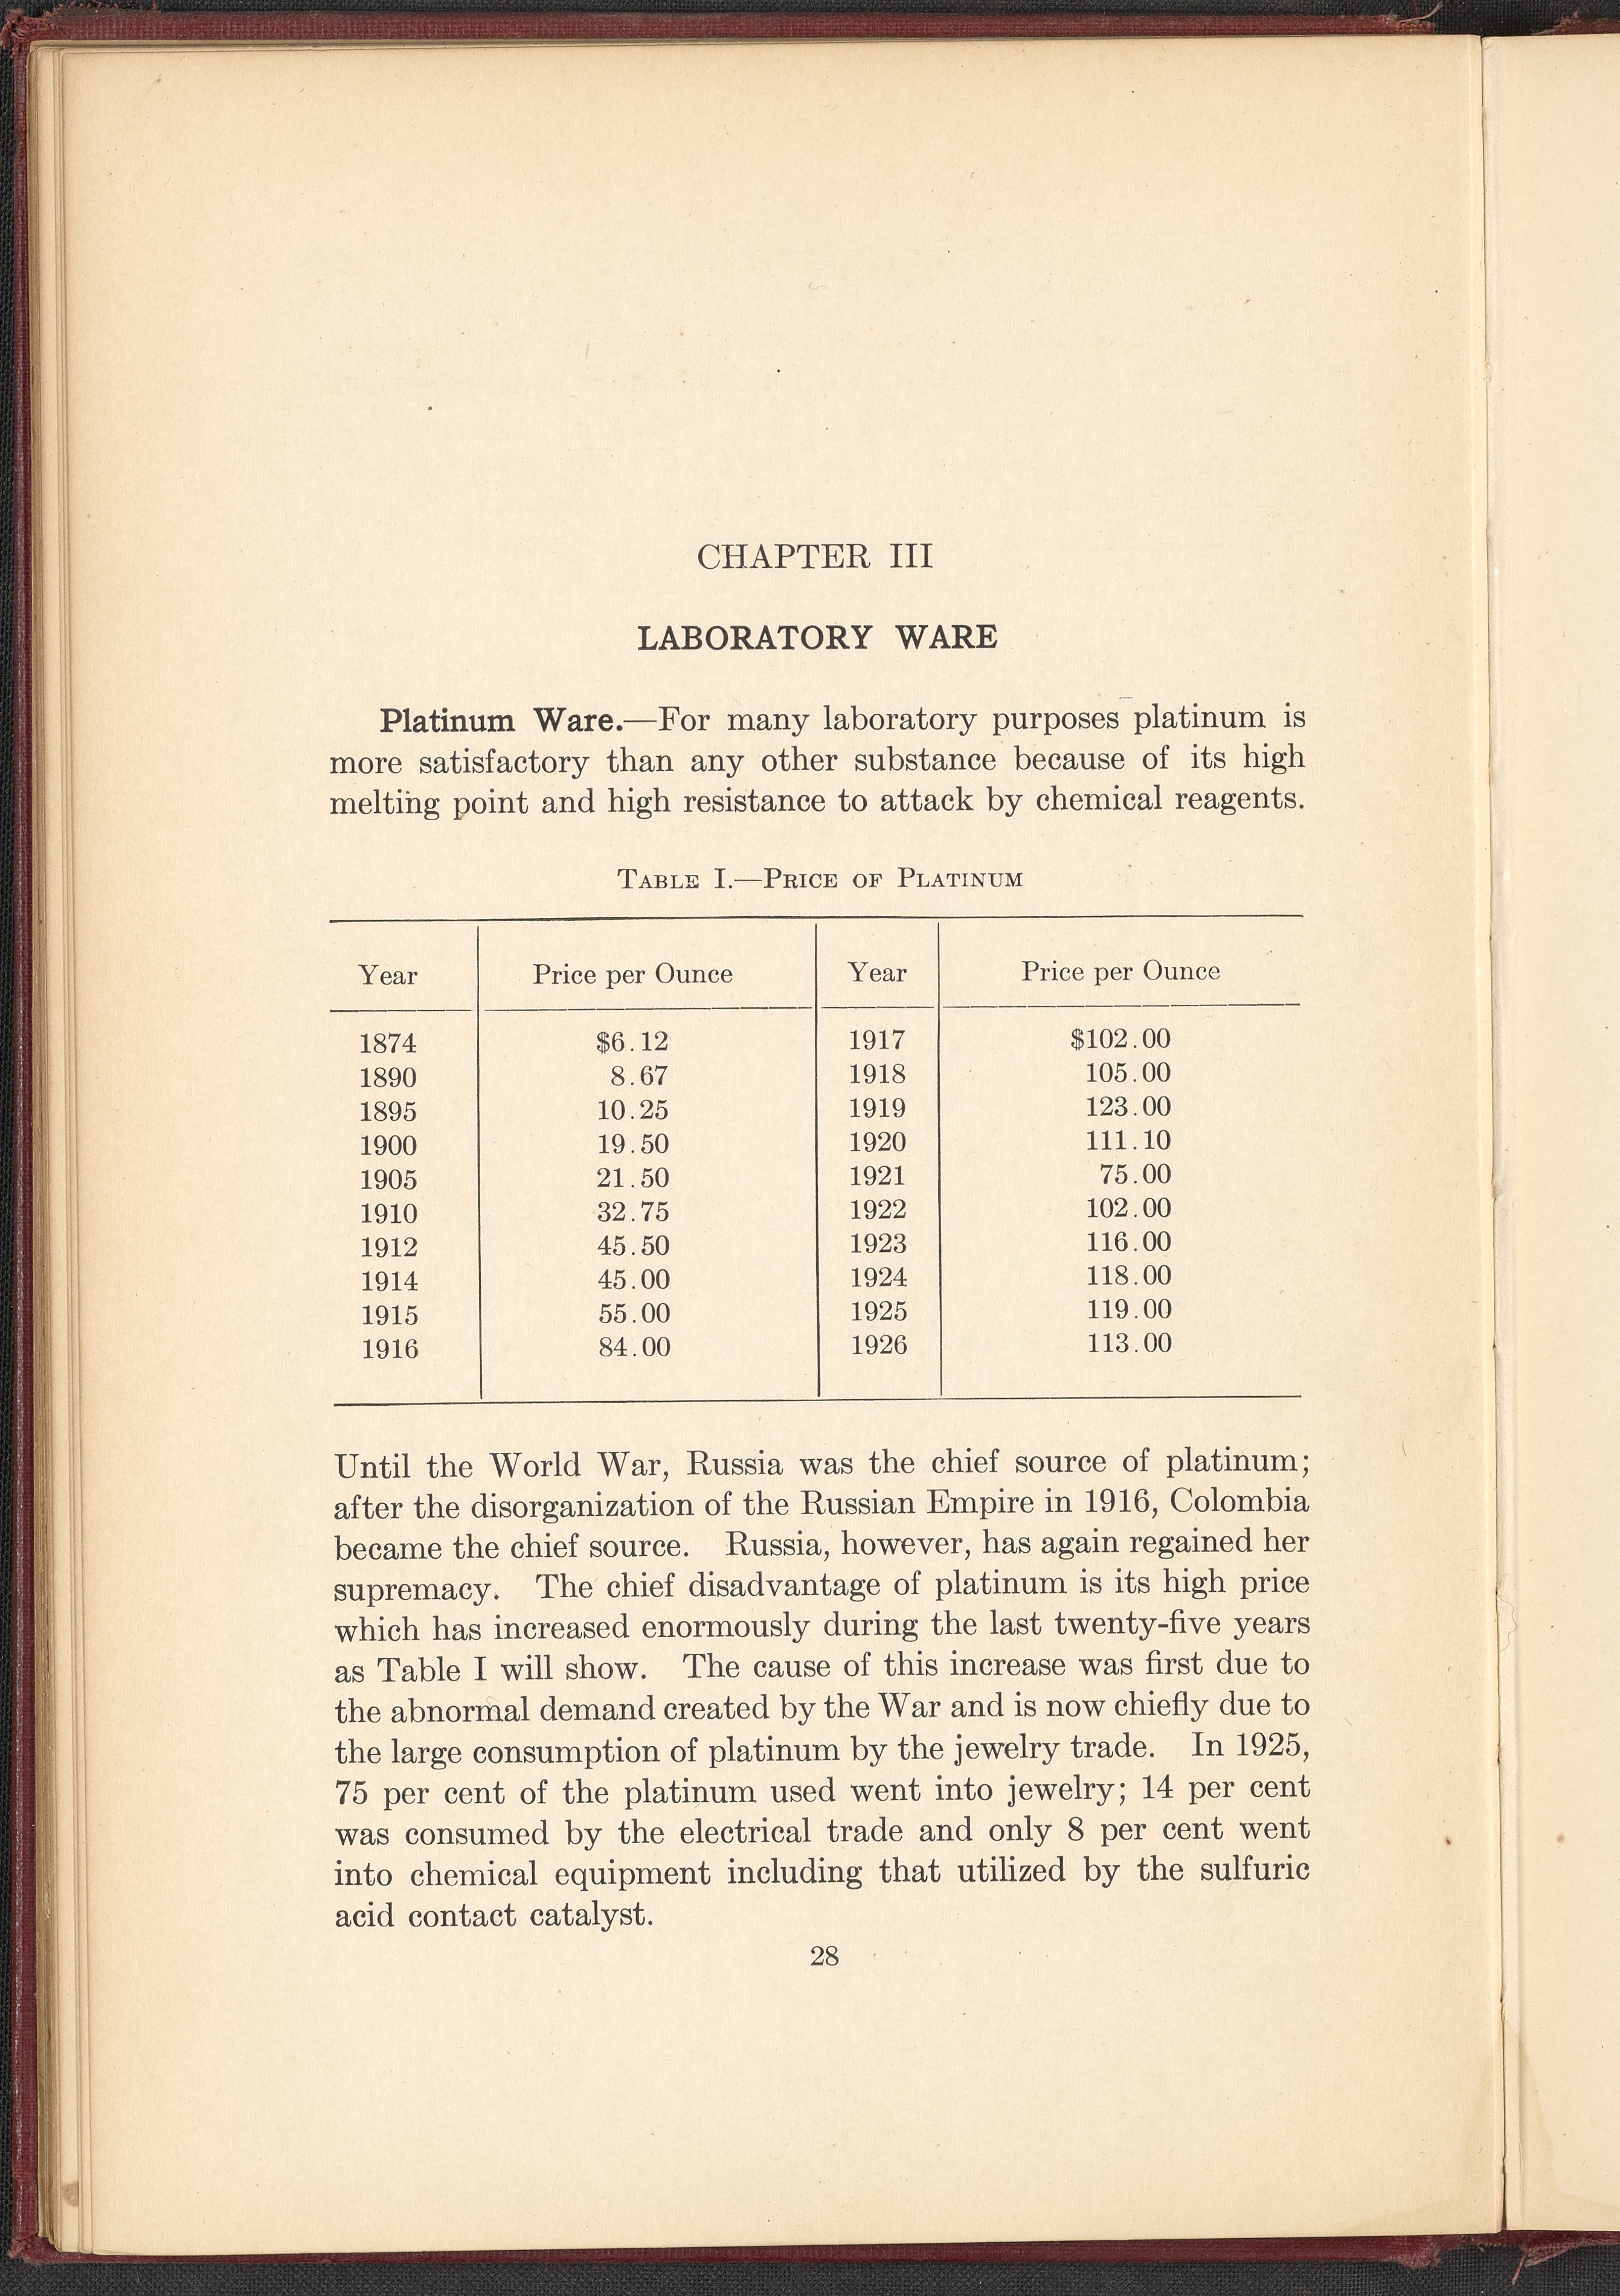 CHAPTER III
LABORATORY WARE
Platinum Ware.—For many laboratory purposes platinum is
more satisfactory than any other substance because of its high
melting point and high resistance to attack by chemical reagents.
Table I.—Price of Platinum
Year Price per Ounce Year Price per Ounce
1874 $6.12 1917 $102.00
1890 8.67 1918 105.00
1895 10.25 1919 123.00
1900 19.50 1920 111.10
1905 21.50 1921 75.00
1910 32.75 1922 102.00
1912 45.50 1923 116.00
1914 45.00 1924 118.00
1915 55.00 1925 119.00
1916 84.00 1926 113.00
Until the World War, Russia was the chief source of platinum;
after the disorganization of the Russian Empire in 1916, Colombia
became the chief source. Russia, however, has again regained her
supremacy. The chief disadvantage of platinum is its high price
which has increased enormously during the last twenty-five years
as Table I will show. The cause of this increase was first due to
the abnormal demand created by the War and is now chiefly due to
the large consumption of platinum by the jewelry trade. In 1925,
75 per cent of the platinum used went into jewelry; 14 per cent
was consumed by the electrical trade and only 8 per cent went
into chemical equipment including that utilized by the sulfuric
acid contact catalyst.
28